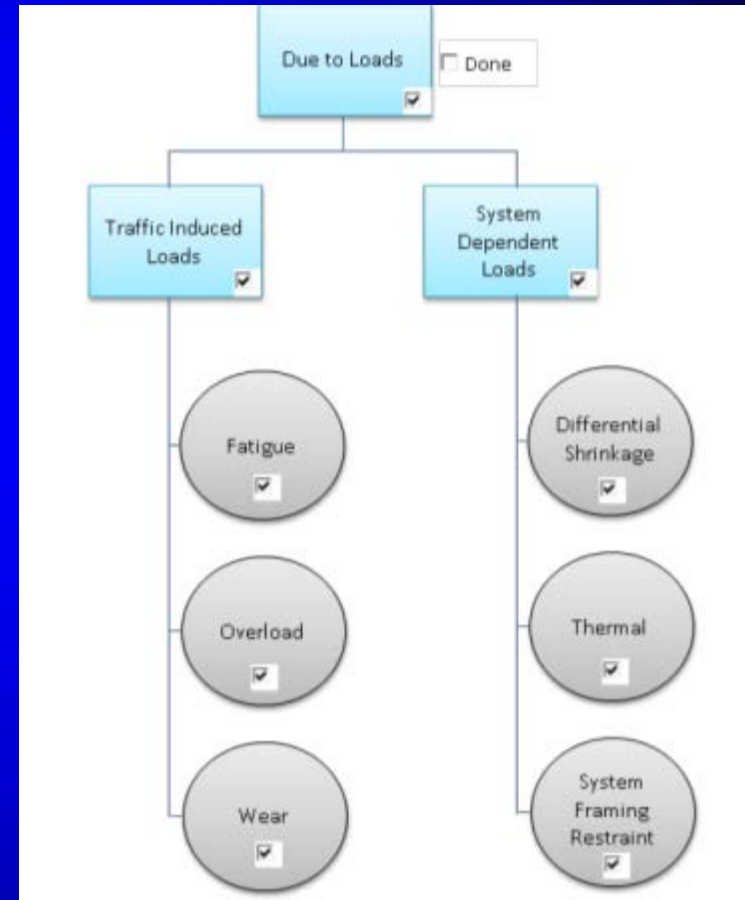 Due to Loads
Done
Traffic Induced
Loads
System
Dependent
Loads
Fatigue
Differential
Shrinkage
Overload
Thermal
Wear
System
Framing
Restraint